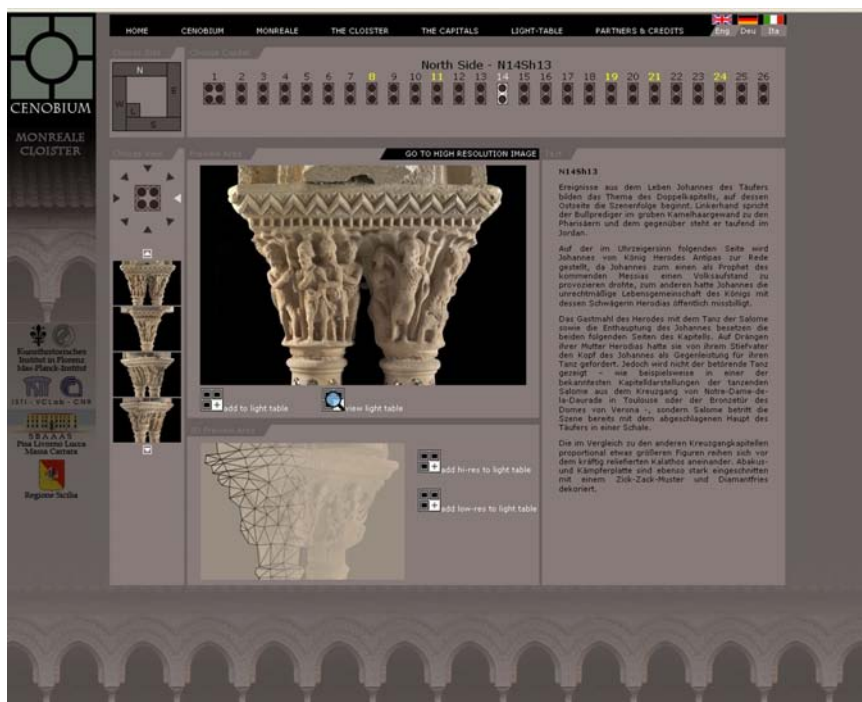 HOME CENOBIUM MONREALE THE CLOISTER THE CAPITALS LIGHT-TABLE PARTNERS & CREDITS Eng Deu Ita
CENOBIUM
MONREALE
CLOISTER
N
W
E
L
S
North Side - N14Sh13
1 2 3 4 5 6 7 8 9 10 11 12 13 14 15 16 17 18 19 20 21 22 23 24 25 26
GO TO HIGH RESOLUTION IMAGE
add to light table
view light table
add hi-res to light table
add low-res to light table
N14Sh13
Ereignisse aus dem Leben Johannes des Täufers
bilden das Thema des Doppelkapitells, auf dessen
Ostseite die Szenenfolge beginnt. Linkerhand spricht
der Bußprediger im groben Kamelhaargewand zu den
Pharisäern und dem gegenüber steht er taufend im
Jordan.
Auf der im Uhrzeigersinn folgenden Seite wird
Johannes von König Herodes Antipas zur Rede
gestellt, da Johannes zum einen als Prophet des
kommenden Messias einen Volksaufstand zu
provozieren drohte, zum anderen hatte Johannes die
unrechtmäßige Lebensgemeinschaft des Königs mit
dessen Schwägerin Herodias öffentlich missbilligt.
Das Gastmahl des Herodes mit dem Tanz der Salome
sowie die Enthauptung des Johannes besetzen die
beiden folgenden Seiten des Kapitells. Auf Drängen
ihrer Mutter Herodias hatte sie von ihrem Stiefvater
den Kopf des Johannes als Gegenleistung für ihren
Tanz gefordert. Jedoch wird nicht der betörende Tanz
gezeigt - wie beispielsweise in einer der
bekanntesten Kapitelldarstellungen der tanzenden
Salome aus dem Kreuzgang von Notre-Dame-de-
la-Daurade in Toulouse oder der Bronzetür des
Domes von Verona -, sondern Salome betritt die
Szene bereits mit dem abgeschlagenen Haupt des
Täufers in einer Schale.
Die im Vergleich zu den anderen Kreuzgangkapitellen
proportional etwas größeren Figuren reihen sich vor
dem kräftig reliefierten Kalathos aneinander. Abakus-
und Kämpferplatte sind ebenso stark eingeschnitten
mit einem Zick-Zack-Muster und Diamantfries
dekoriert.
Kunsthistorisches
Institut in Florenz
Max-Planck-Institut
ISTI - VCLab - CNR
SBAAAS
Pisa Livorno Lucca
Massa Carrara
Regione Sicilia